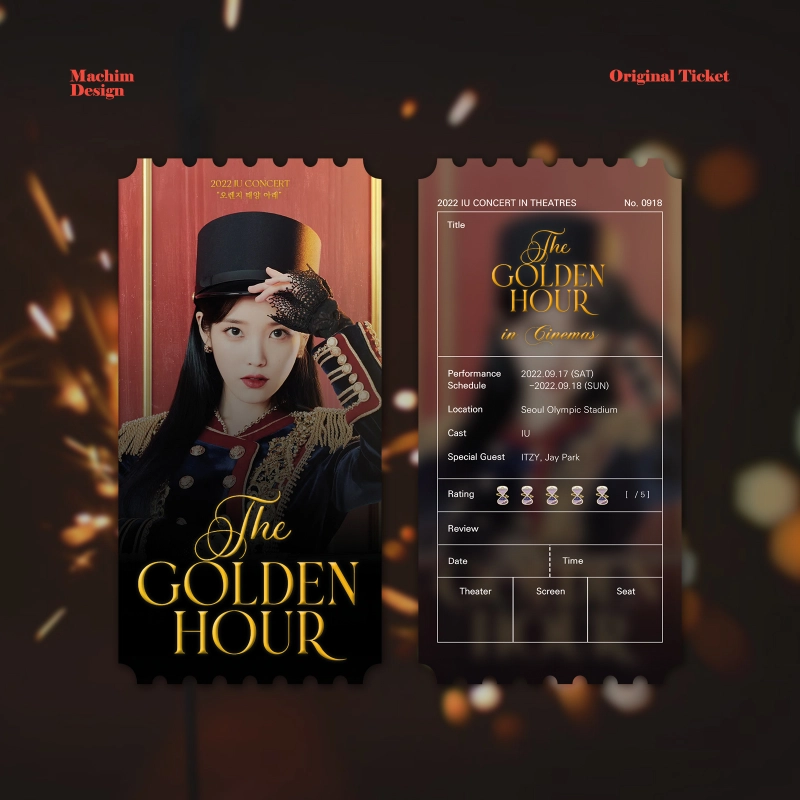 Machim
Design
Original Ticket
2022 IU CONCERT
"오렌지 태양 아래"
The
GOLDEN
HOUR
2022 IU CONCERT IN THEATRES
No. 0918
Title
The
GOLDEN
HOUR
in Cinemas
Performance
Schedule
2022.09.17 (SAT)
~2022.09.18 (SUN)
Location
Seoul Olympic Stadium
Cast
IU
Special Guest
ITZY, Jay Park
Rating
[ /5]
Review
Date
Time
Theater
Screen
Seat